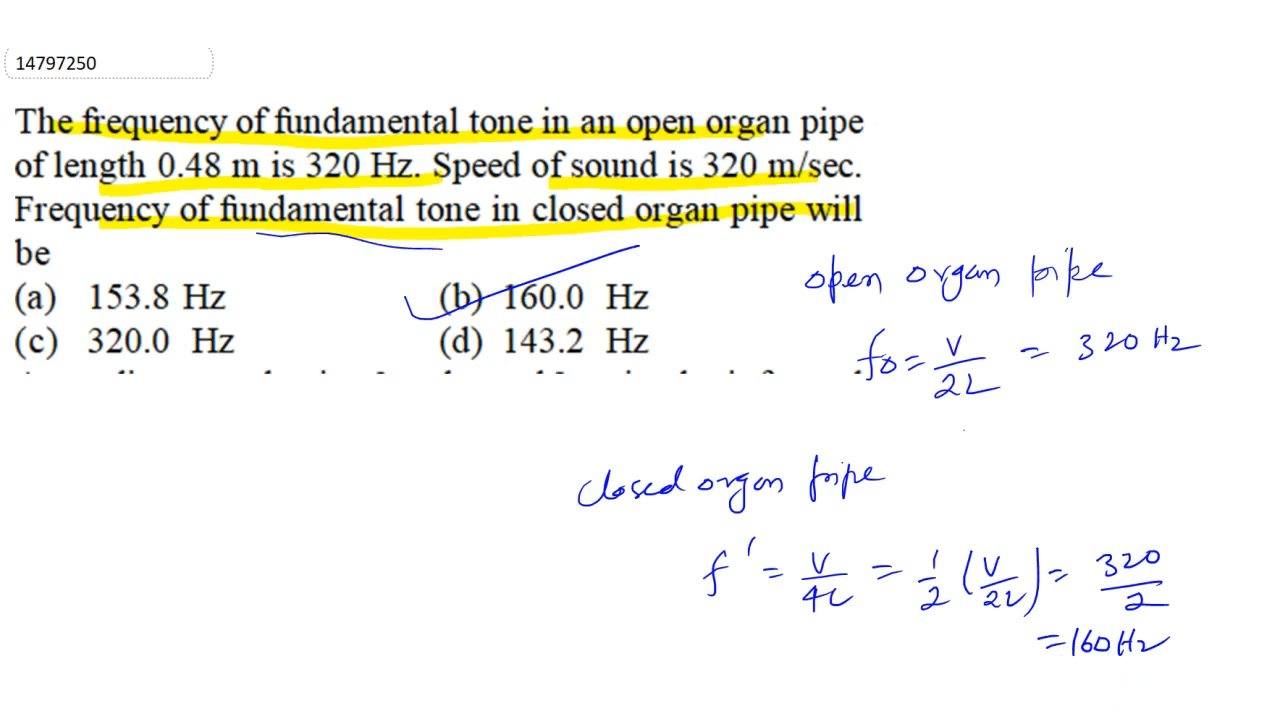 14797250
The frequency of fundamental tone in an open organ pipe
of length 0.48 m is 320 Hz. Speed of sound is 320 m/sec.
Frequency of fundamental tone in closed organ pipe will
be
(a) 153.8 Hz (b) 160.0 Hz
(c) 320.0 Hz (d) 143.2 Hz
open organ pipe
fo = V/2L = 320 Hz
closed organ pipe
f' = V/4L = 1/2 (V/2L) = 320/2
= 160 Hz